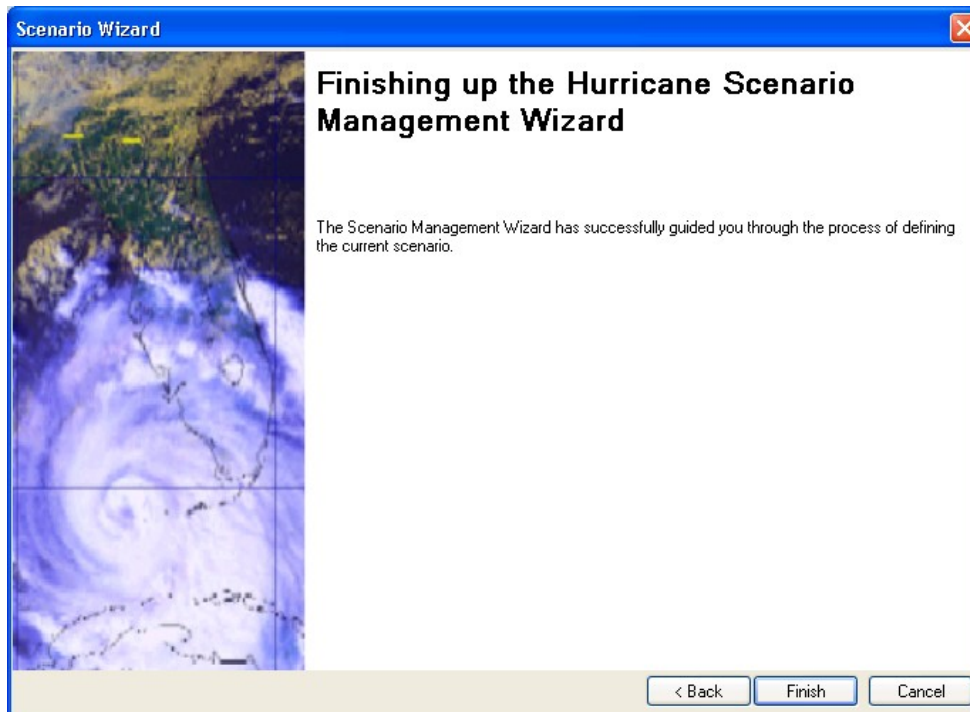 Scenario Wizard
Finishing up the Hurricane Scenario
Management Wizard
The Scenario Management Wizard has successfully guided you through the process of defining
the current scenario.
< Back
Finish
Cancel